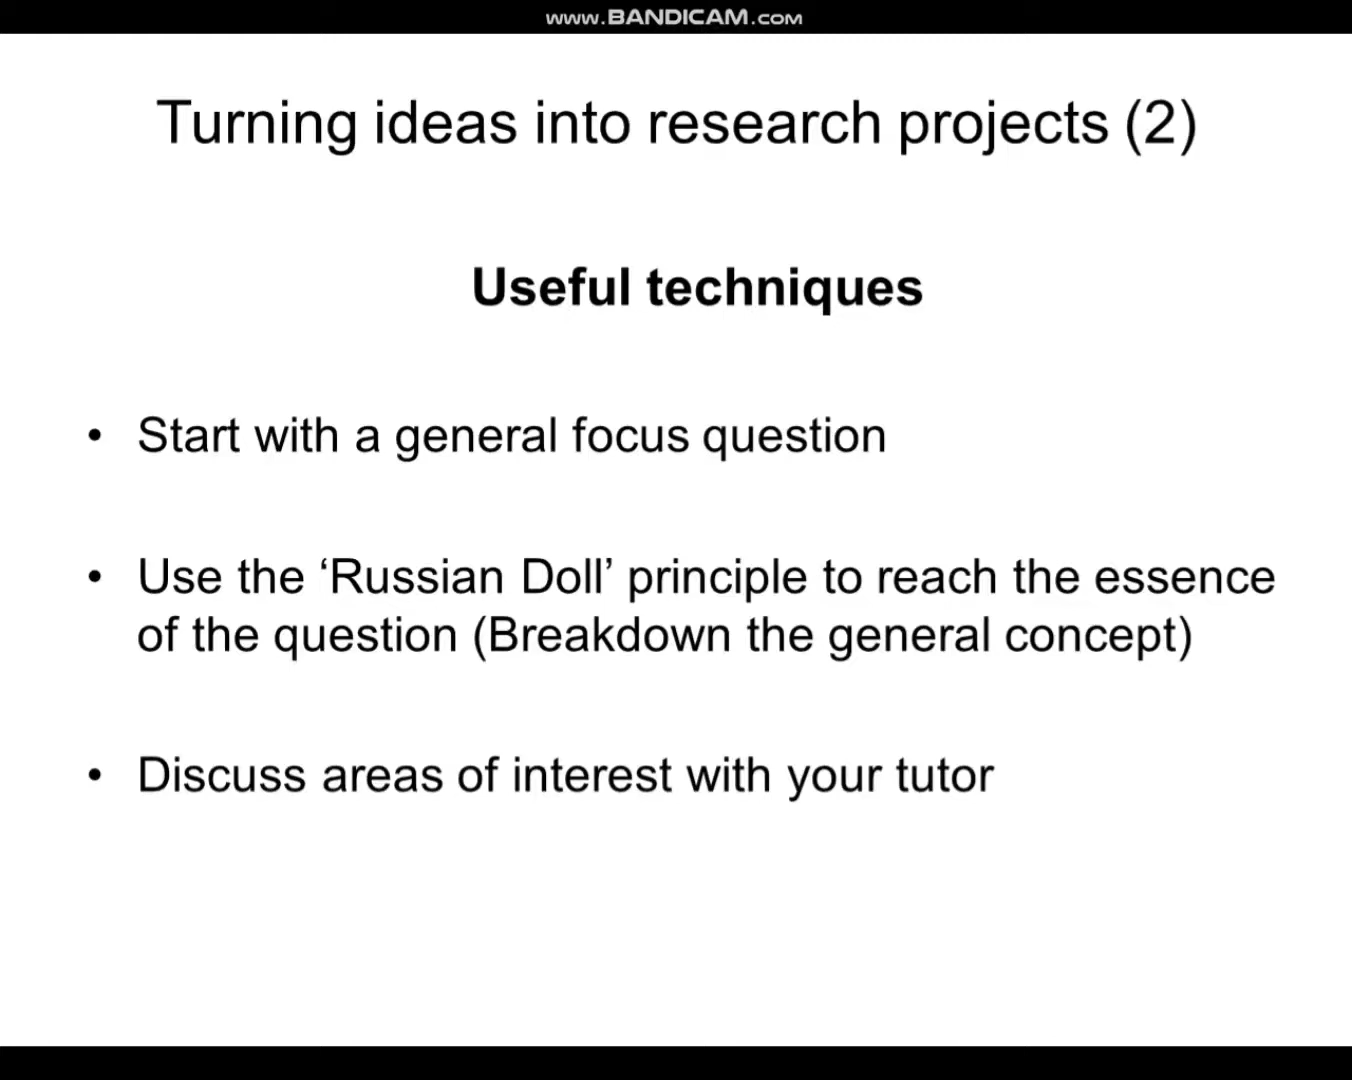 www.BANDICAM.com
Turning ideas into research projects (2)
Useful techniques
• Start with a general focus question
• Use the ‘Russian Doll’ principle to reach the essence
of the question (Breakdown the general concept)
• Discuss areas of interest with your tutor